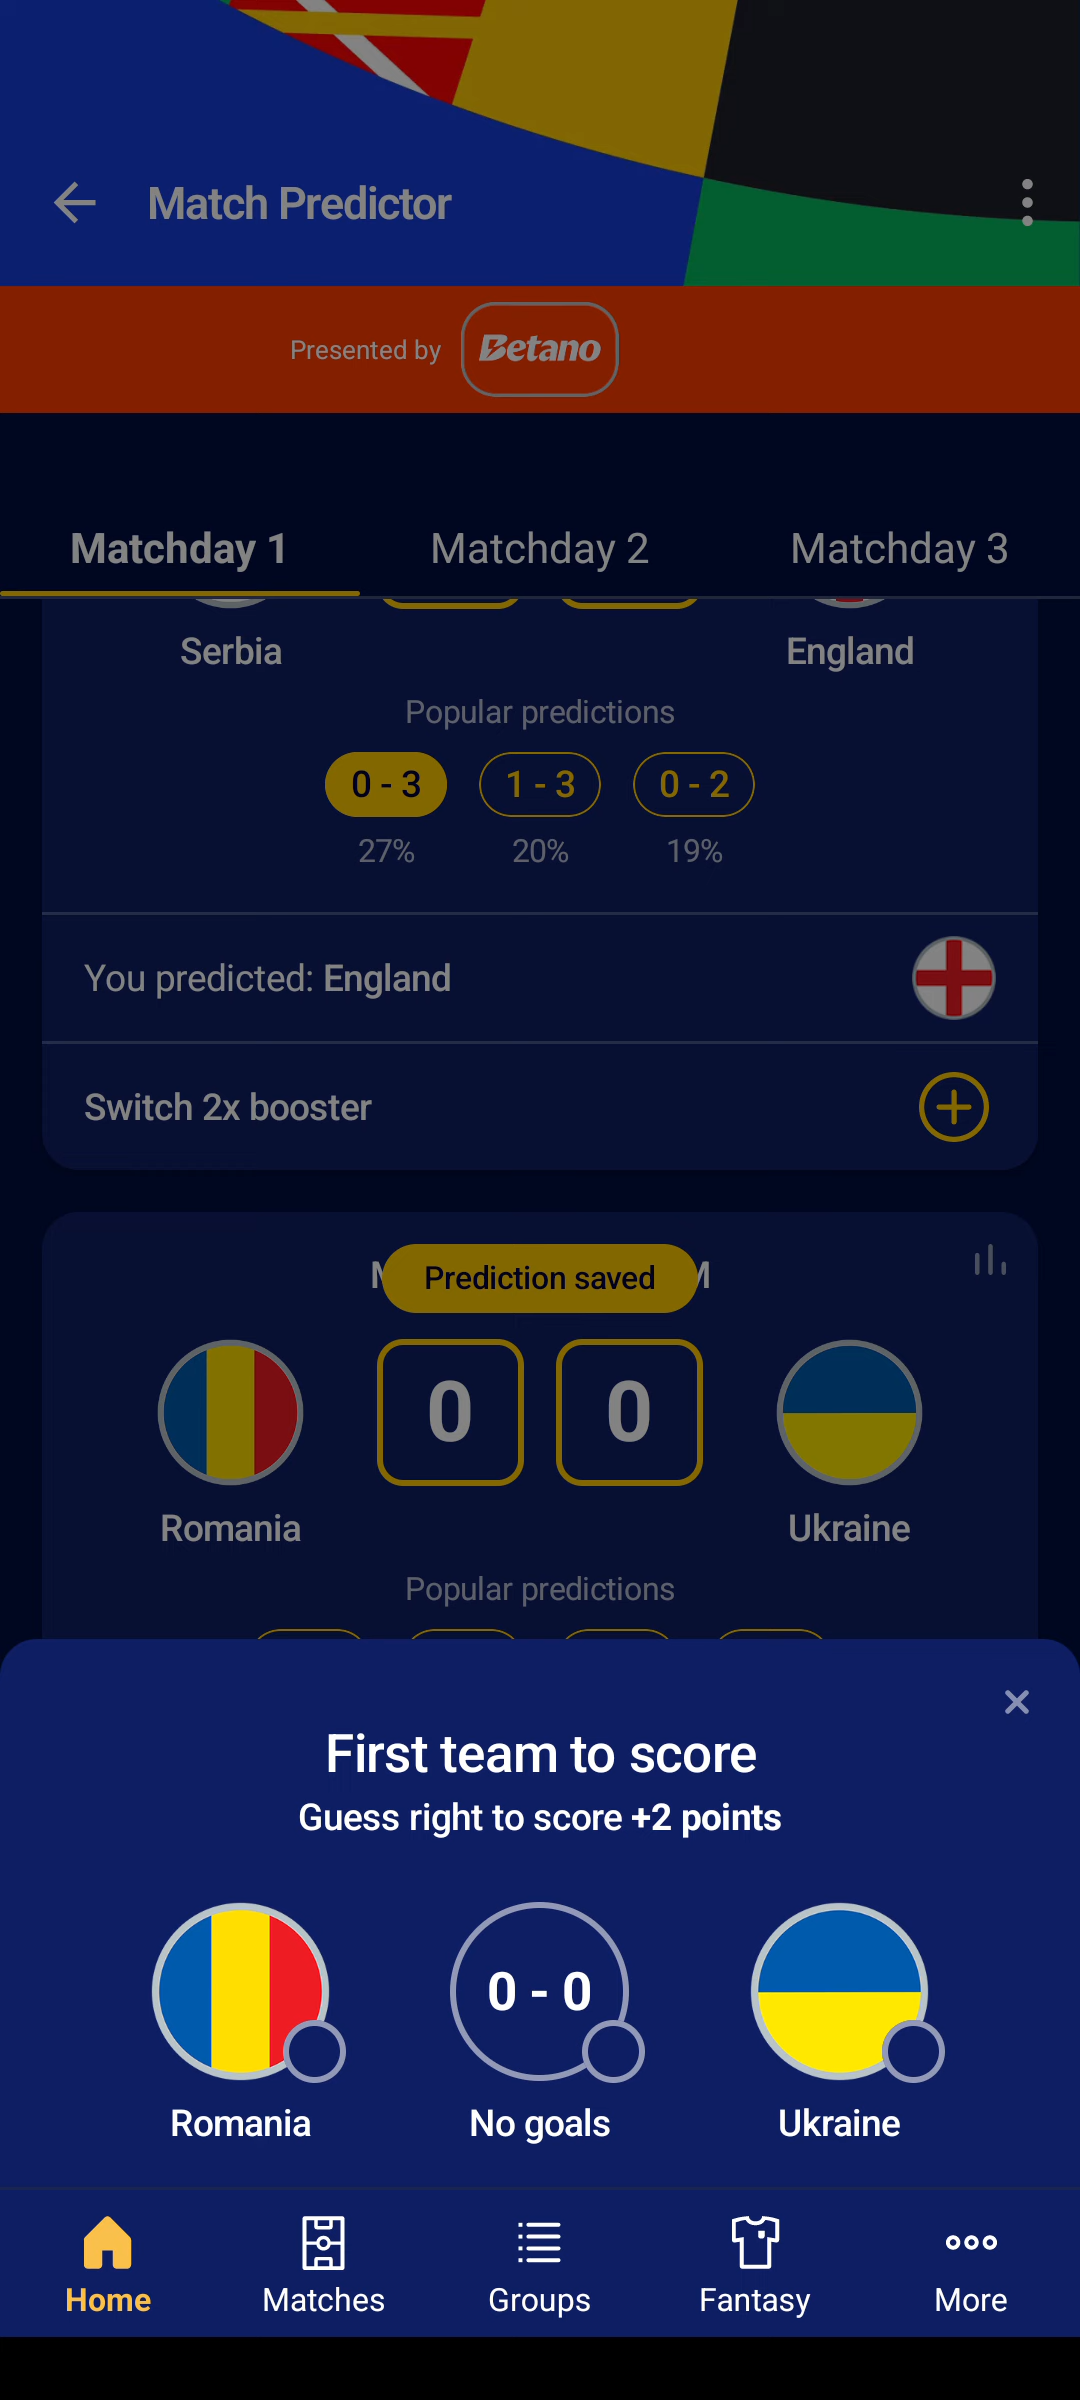 Match Predictor
Presented by Betano
Matchday 1 Matchday 2 Matchday 3
Serbia England
Popular predictions
0 - 3 1 - 3 0 - 2
27% 20% 19%
You predicted: England
Switch 2x booster
Prediction saved
0 0
Romania Ukraine
Popular predictions
First team to score
Guess right to score +2 points
0 - 0
Romania No goals Ukraine
Home Matches Groups Fantasy More